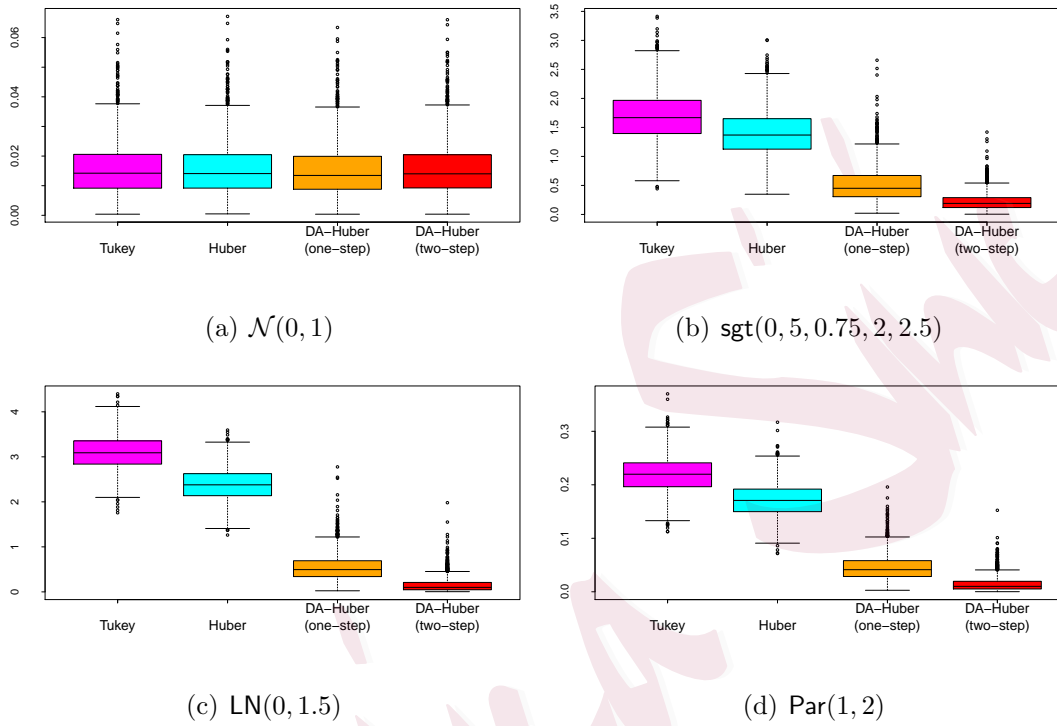 0.06
0.04
0.02
0.00
Tukey
Huber
DA−Huber
(one−step)
DA−Huber
(two−step)
(a) 𝒩(0, 1)
3.5
3.0
2.5
2.0
1.5
1.0
0.5
0.0
Tukey
Huber
DA−Huber
(one−step)
DA−Huber
(two−step)
(b) sgt(0, 5, 0.75, 2, 2.5)
4
3
2
1
0
Tukey
Huber
DA−Huber
(one−step)
DA−Huber
(two−step)
(c) LN(0, 1.5)
0.3
0.2
0.1
0.0
Tukey
Huber
DA−Huber
(one−step)
DA−Huber
(two−step)
(d) Par(1, 2)